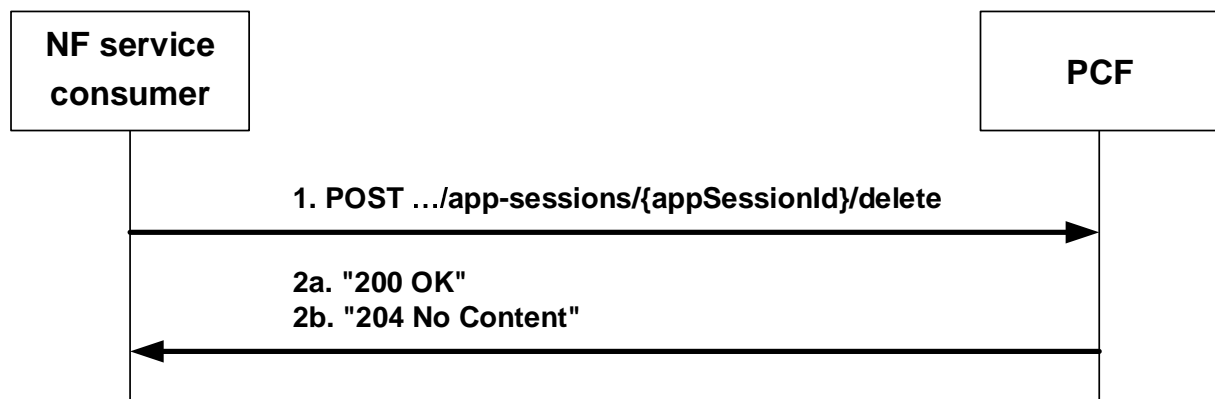 NF service
consumer
PCF
1. POST …/app-sessions/{appSessionId}/delete
2a. "200 OK"
2b. "204 No Content"